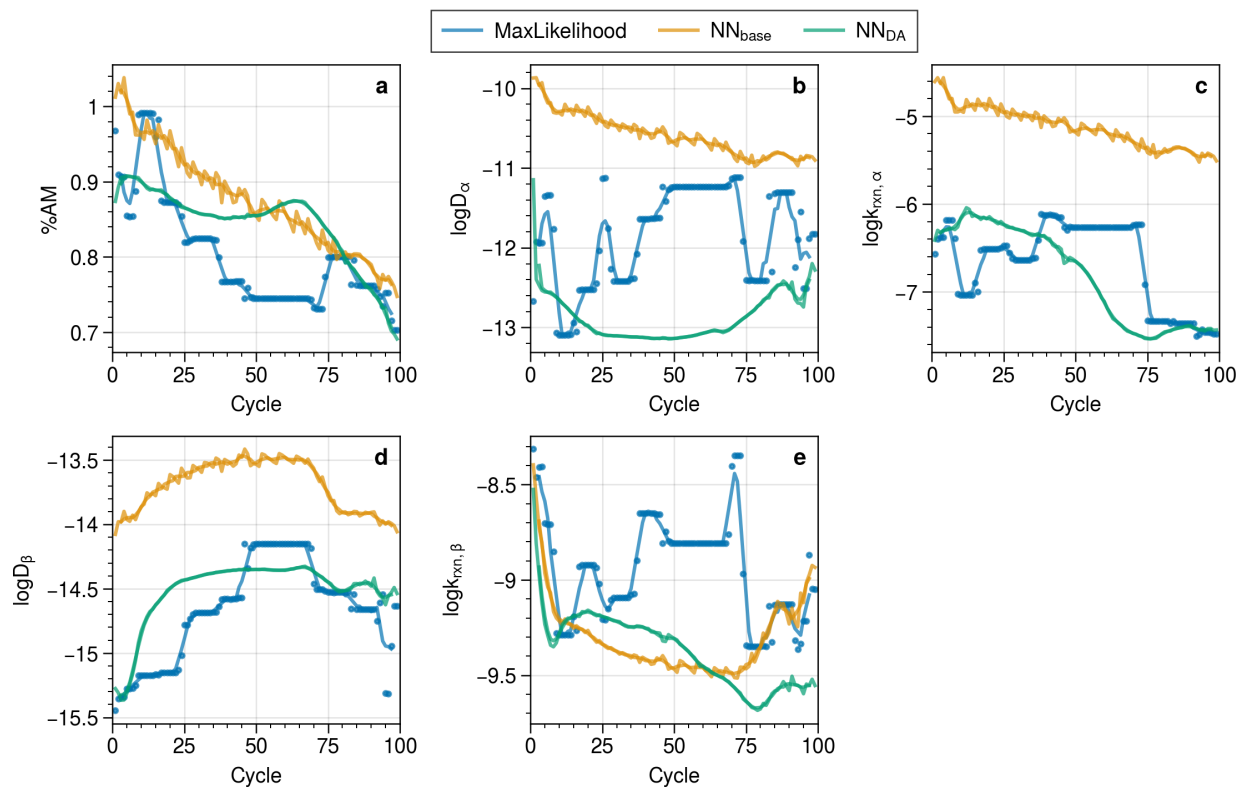 MaxLikelihood NN_base NN_DA
a
%AM
1
0.9
0.8
0.7
0 25 50 75 100
Cycle
b
logD_α
−10
−11
−12
−13
0 25 50 75 100
Cycle
c
logk_rxn, α
−5
−6
−7
0 25 50 75 100
Cycle
d
logD_β
−13.5
−14
−14.5
−15
−15.5
0 25 50 75 100
Cycle
e
logk_rxn, β
−8.5
−9
−9.5
0 25 50 75 100
Cycle